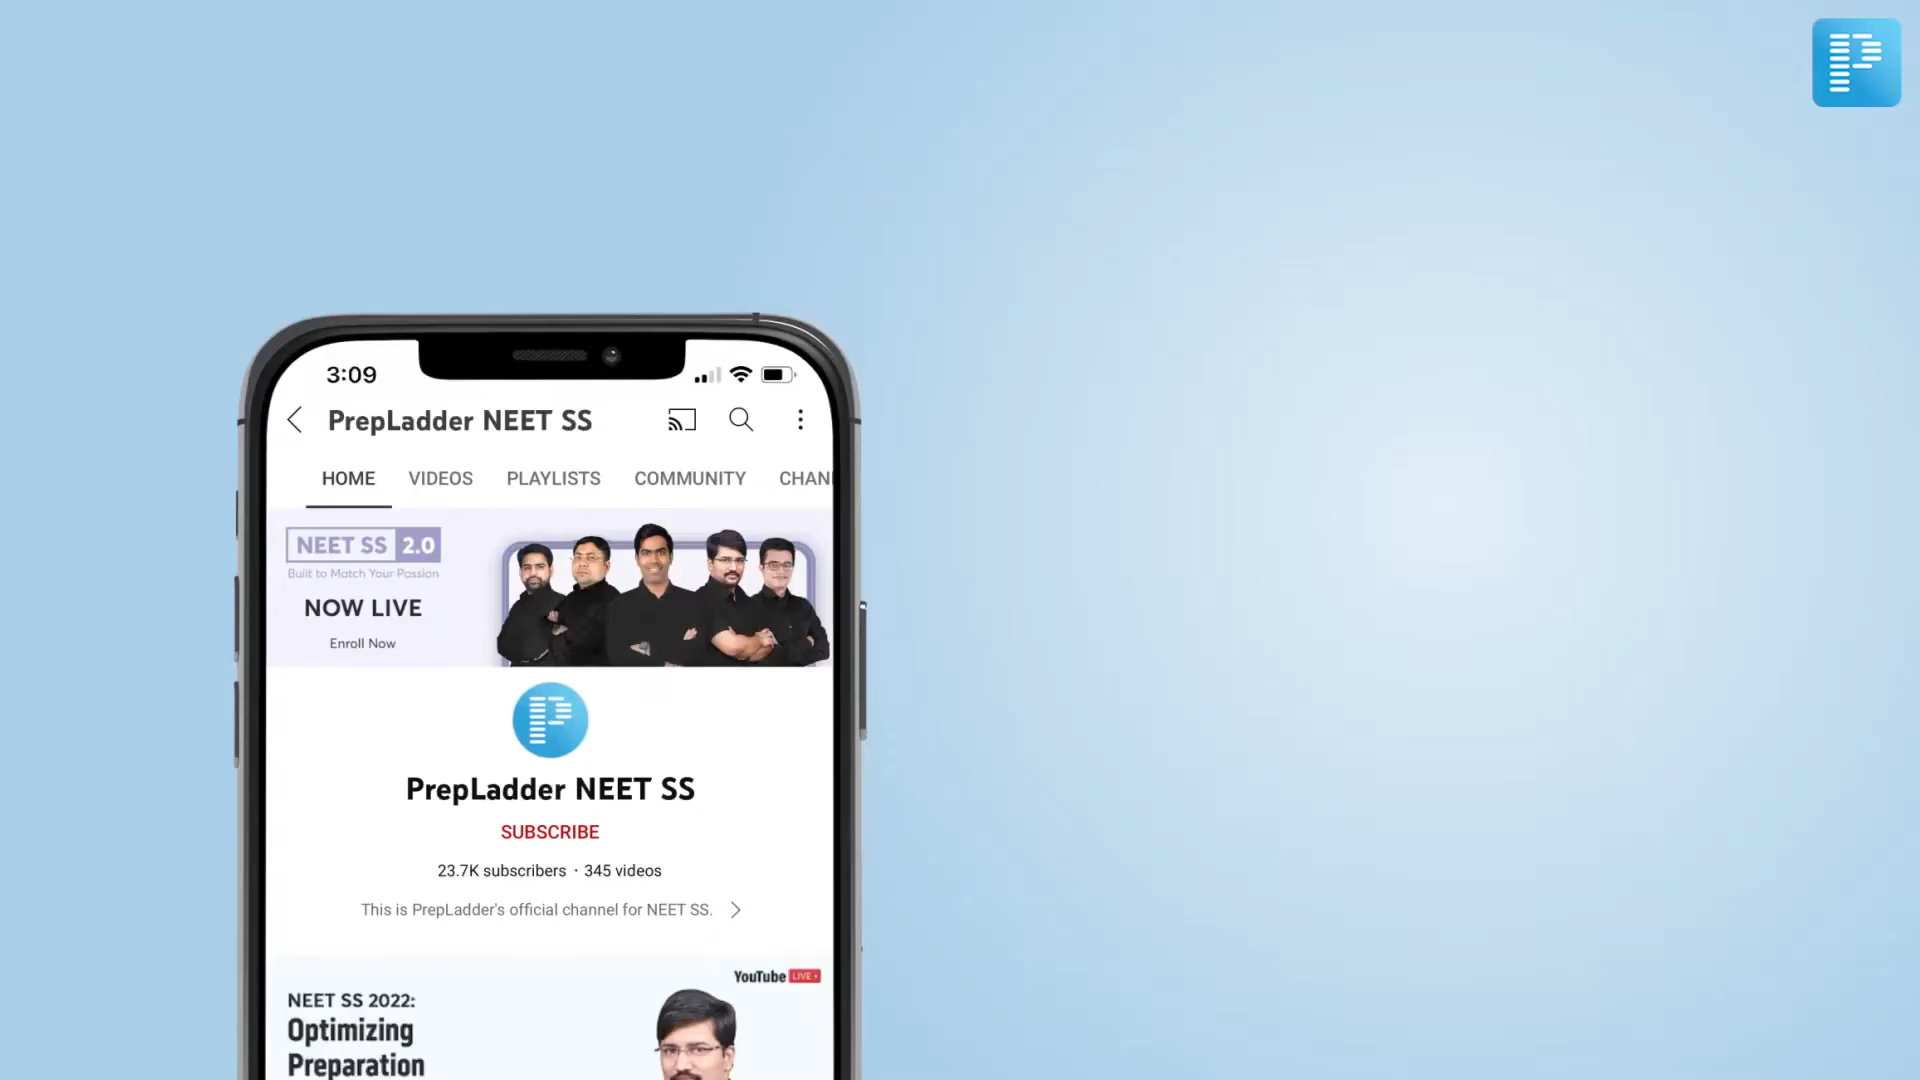 3:09
PrepLadder NEET SS
HOME VIDEOS PLAYLISTS COMMUNITY CHAN
NEET SS 2.0
Built to Match Your Passion
NOW LIVE
Enroll Now
PrepLadder NEET SS
SUBSCRIBE
23.7K subscribers · 345 videos
This is PrepLadder's official channel for NEET SS.
YouTube LIVE
NEET SS 2022:
Optimizing
Preparation